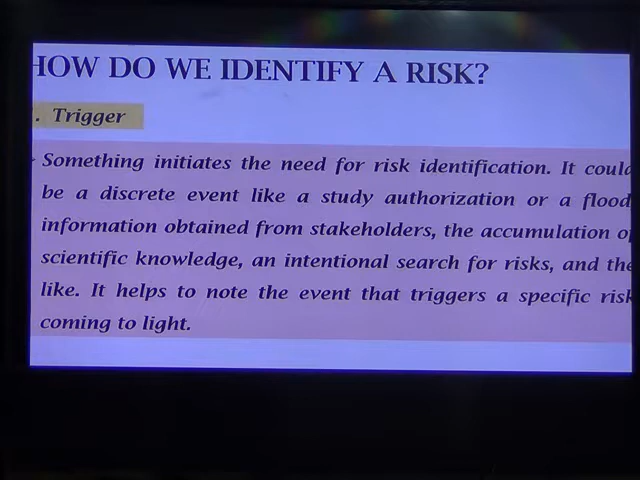 HOW DO WE IDENTIFY A RISK?
. Trigger
Something initiates the need for risk identification. It could
be a discrete event like a study authorization or a flood
information obtained from stakeholders, the accumulation of
scientific knowledge, an intentional search for risks, and the
like. It helps to note the event that triggers a specific risk
coming to light.